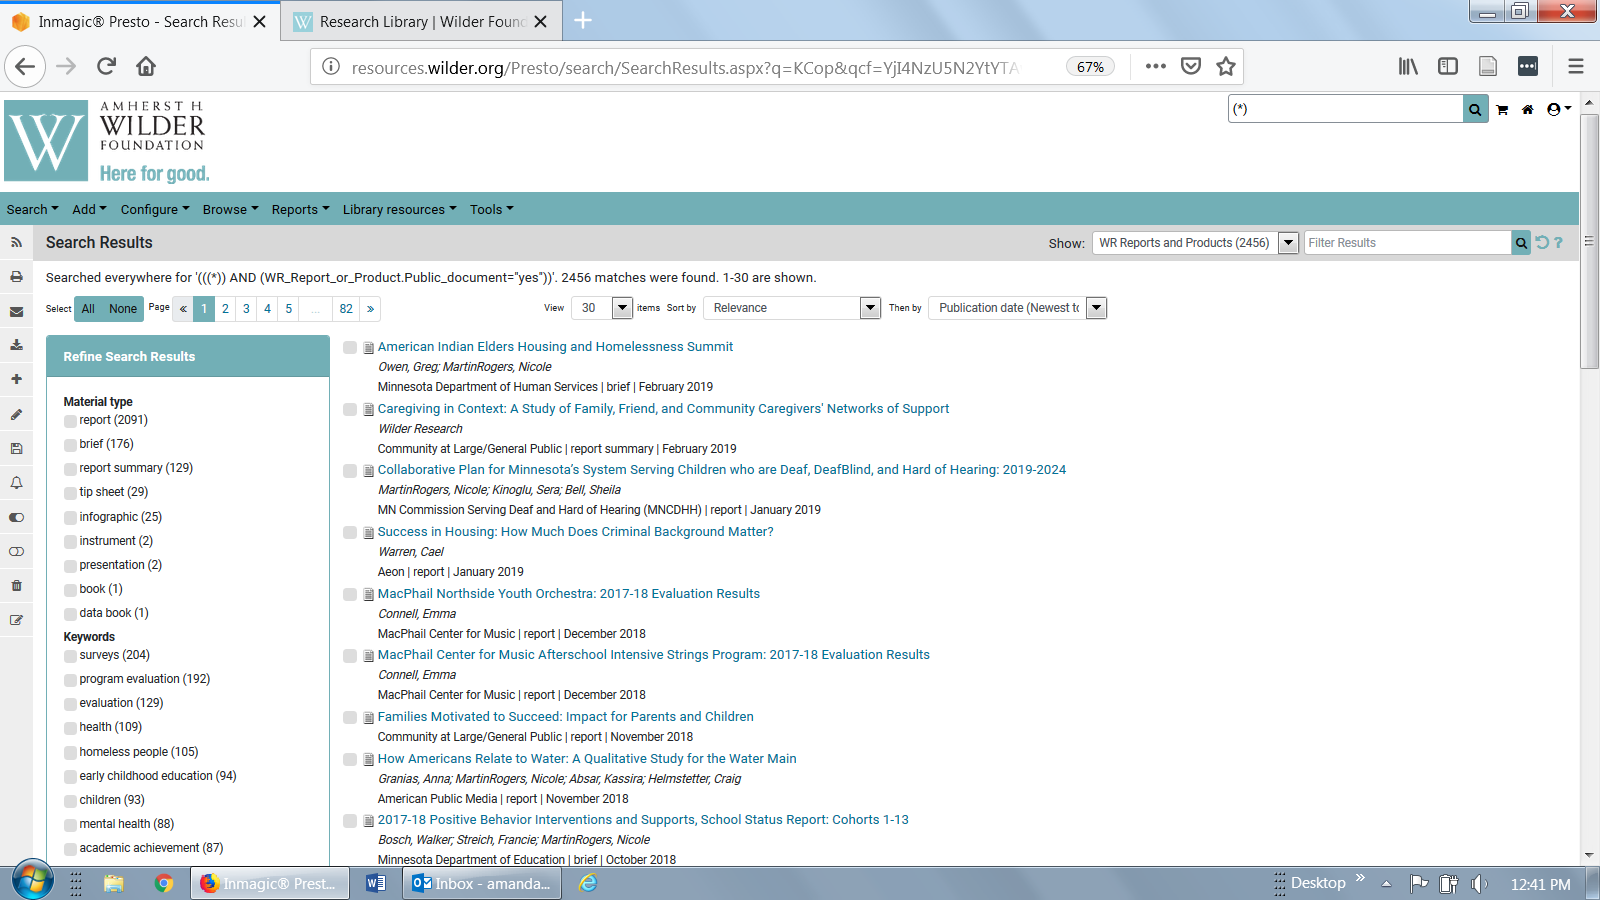 Inmagic® Presto - Search Resu
Research Library | Wilder Found
resources.wilder.org/Presto/search/SearchResults.aspx?q=KCop&qcf=YjI4NzU5N2YtYTA
67%
AMHERST H.
WILDER
FOUNDATION
Here for good.
(*)
Search Add Configure Browse Reports Library resources Tools
Search Results
Show: WR Reports and Products (2456) Filter Results
Searched everywhere for '(((*)) AND (WR_Report_or_Product.Public_document="yes"))'. 2456 matches were found. 1-30 are shown.
Select All None Page « 1 2 3 4 5 ... 82 » View 30 items Sort by Relevance Then by Publication date (Newest to
Refine Search Results
Material type
report (2091)
brief (176)
report summary (129)
tip sheet (29)
infographic (25)
instrument (2)
presentation (2)
book (1)
data book (1)
Keywords
surveys (204)
program evaluation (192)
evaluation (129)
health (109)
homeless people (105)
early childhood education (94)
children (93)
mental health (88)
academic achievement (87)
American Indian Elders Housing and Homelessness Summit
Owen, Greg; MartinRogers, Nicole
Minnesota Department of Human Services | brief | February 2019
Caregiving in Context: A Study of Family, Friend, and Community Caregivers' Networks of Support
Wilder Research
Community at Large/General Public | report summary | February 2019
Collaborative Plan for Minnesota's System Serving Children who are Deaf, DeafBlind, and Hard of Hearing: 2019-2024
MartinRogers, Nicole; Kinoglu, Sera; Bell, Sheila
MN Commission Serving Deaf and Hard of Hearing (MNCDHH) | report | January 2019
Success in Housing: How Much Does Criminal Background Matter?
Warren, Cael
Aeon | report | January 2019
MacPhail Northside Youth Orchestra: 2017-18 Evaluation Results
Connell, Emma
MacPhail Center for Music | report | December 2018
MacPhail Center for Music Afterschool Intensive Strings Program: 2017-18 Evaluation Results
Connell, Emma
MacPhail Center for Music | report | December 2018
Families Motivated to Succeed: Impact for Parents and Children
Community at Large/General Public | report | November 2018
How Americans Relate to Water: A Qualitative Study for the Water Main
Granias, Anna; MartinRogers, Nicole; Absar, Kassira; Helmstetter, Craig
American Public Media | report | November 2018
2017-18 Positive Behavior Interventions and Supports, School Status Report: Cohorts 1-13
Bosch, Walker; Streich, Francie; MartinRogers, Nicole
Minnesota Department of Education | brief | October 2018
Inmagic® Prest...
Inbox - amanda...
Desktop
12:41 PM